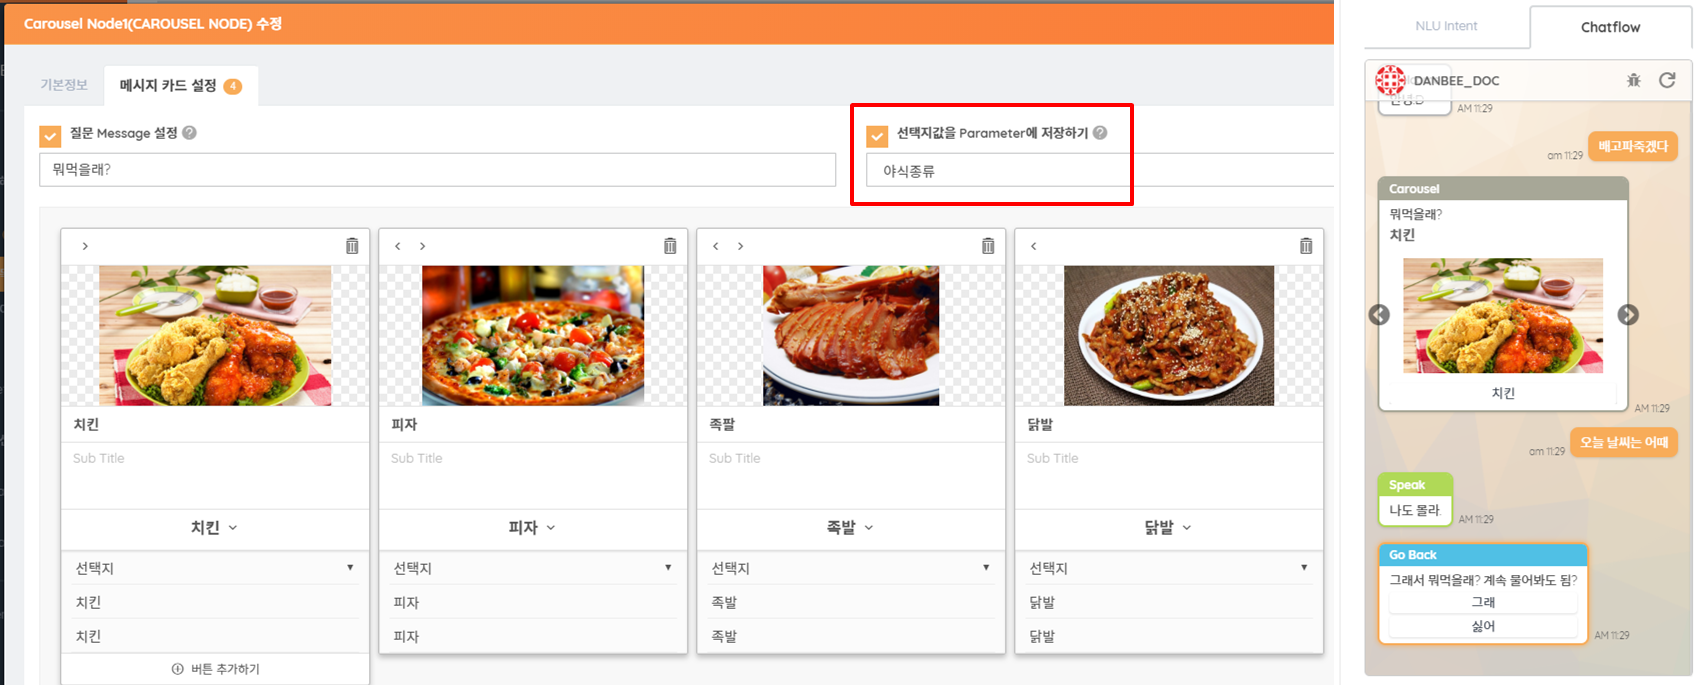 Carousel Node1(CAROUSEL NODE) 수정
기본정보
메시지 카드 설정 4
질문 Message 설정 ?
뭐먹을래?
선택지값을 Parameter에 저장하기 ?
야식종류
치킨
Sub Title
치킨
선택지
치킨
치킨
버튼 추가하기
피자
Sub Title
피자
선택지
피자
피자
족팔
Sub Title
족발
선택지
족발
족발
닭발
Sub Title
닭발
선택지
닭발
닭발
NLU Intent
Chatflow
DANBEE_DOC
AM 11:29
배고파죽겠다
am 11:29
Carousel
뭐먹을래?
치킨
치킨
AM 11:29
오늘 날씨는 어때
am 11:29
Speak
나도 몰라.
AM 11:29
Go Back
그래서 뭐먹을래? 계속 물어봐도 됨?
그래
싫어
AM 11:29